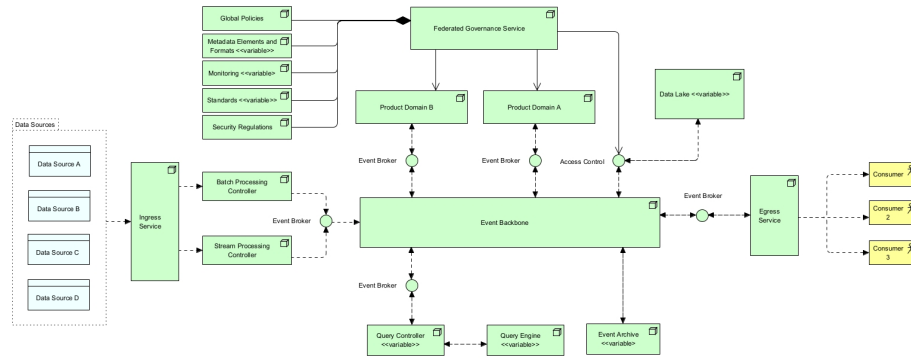 Global Policies
Federated Governance Service
Metadata Elements and
Formats <<variable>>
Monitoring <<variable>
Standards <<variable>>
Security Regulations
Product Domain B
Product Domain A
Data Lake <<variable>>
Data Sources
Data Source A
Data Source B
Data Source C
Data Source D
Ingress
Service
Batch Processing
Controller
Stream Processing
Controller
Event Broker
Event Broker
Event Broker
Access Control
Event Backbone
Event Broker
Egress
Service
Consumer
Consumer
2
Consumer
3
Event Broker
Query Controller
<<variable>>
Query Engine
<<variable>>
Event Archive
<<variable>